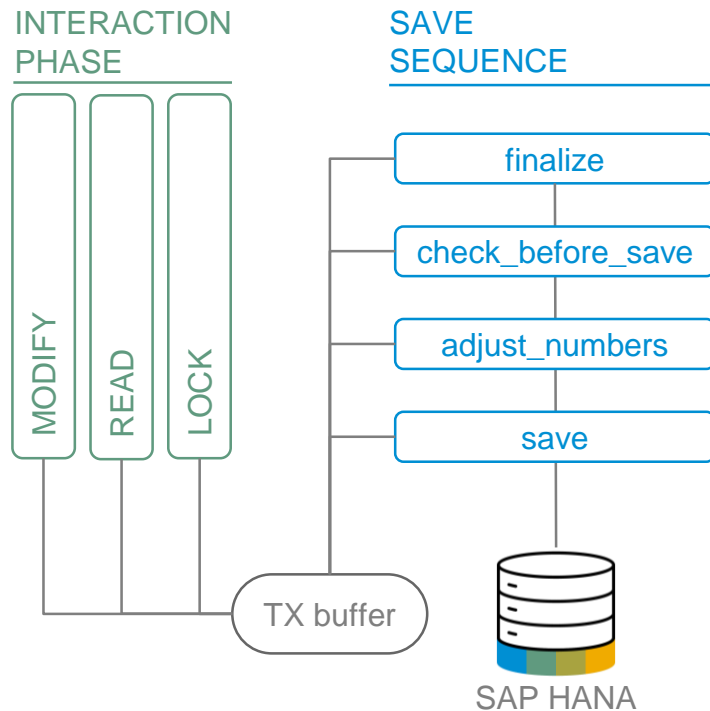 INTERACTION
PHASE
MODIFY
READ
LOCK
SAVE
SEQUENCE
finalize
check_before_save
adjust_numbers
save
TX buffer
SAP HANA